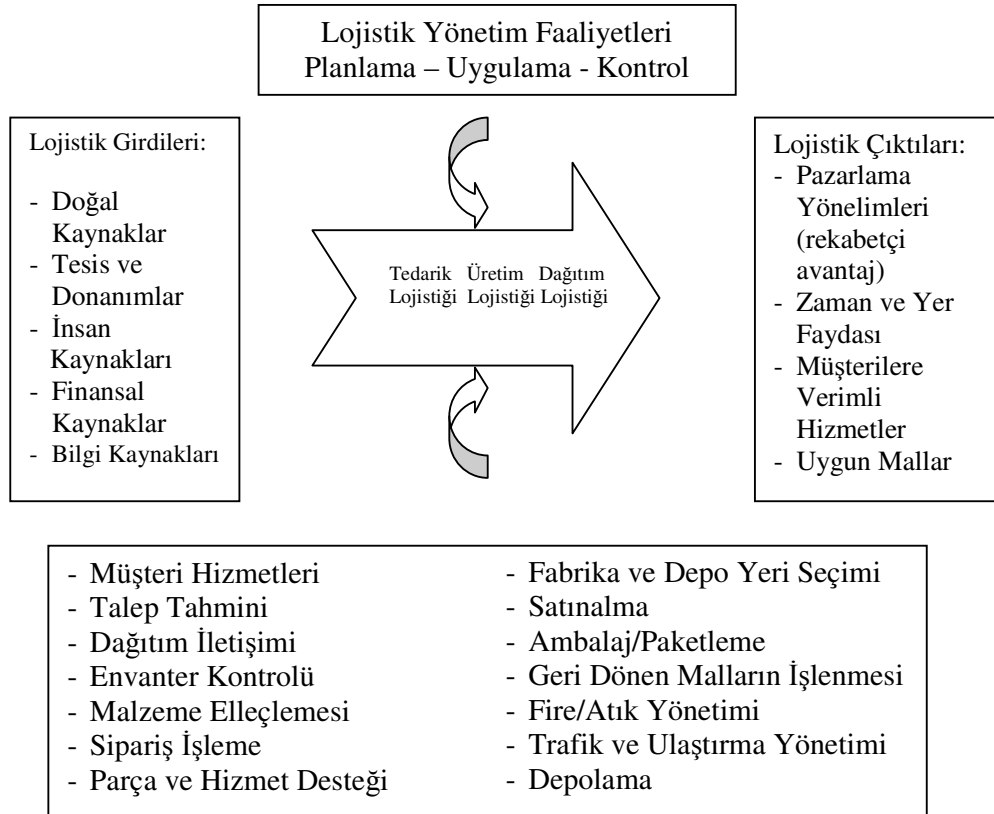 Lojistik Yönetim Faaliyetleri
Planlama – Uygulama - Kontrol
Lojistik Girdileri:
- Doğal
Kaynaklar
- Tesis ve
Donanımlar
- İnsan
Kaynakları
- Finansal
Kaynaklar
- Bilgi Kaynakları
Tedarik Üretim Dağıtım
Lojistiği Lojistiği Lojistiği
Lojistik Çıktıları:
- Pazarlama
Yönelimleri
(rekabetçi
avantaj)
- Zaman ve Yer
Faydası
- Müşterilere
Verimli
Hizmetler
- Uygun Mallar
- Müşteri Hizmetleri
- Talep Tahmini
- Dağıtım İletişimi
- Envanter Kontrolü
- Malzeme Elleçlemesi
- Sipariş İşleme
- Parça ve Hizmet Desteği
- Fabrika ve Depo Yeri Seçimi
- Satınalma
- Ambalaj/Paketleme
- Geri Dönen Malların İşlenmesi
- Fire/Atık Yönetimi
- Trafik ve Ulaştırma Yönetimi
- Depolama